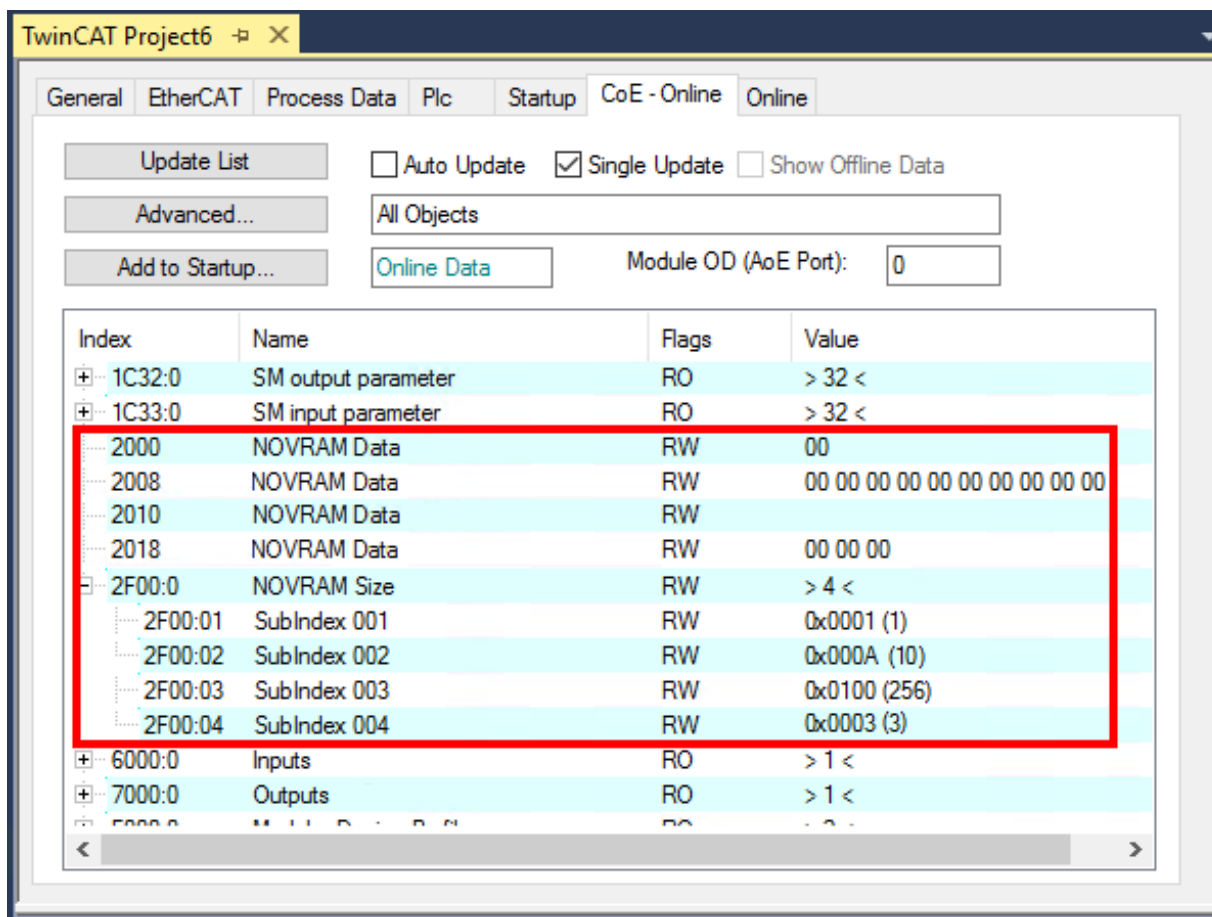 TwinCAT Project6
General EtherCAT Process Data Plc Startup CoE - Online Online
Update List Auto Update Single Update Show Offline Data
Advanced... All Objects
Add to Startup... Online Data Module OD (AoE Port): 0
Index Name Flags Value
1C32:0 SM output parameter RO > 32 <
1C33:0 SM input parameter RO > 32 <
2000 NOVRAM Data RW 00
2008 NOVRAM Data RW 00 00 00 00 00 00 00 00 00 00
2010 NOVRAM Data RW
2018 NOVRAM Data RW 00 00 00
2F00:0 NOVRAM Size RW > 4 <
2F00:01 SubIndex 001 RW 0x0001 (1)
2F00:02 SubIndex 002 RW 0x000A (10)
2F00:03 SubIndex 003 RW 0x0100 (256)
2F00:04 SubIndex 004 RW 0x0003 (3)
6000:0 Inputs RO > 1 <
7000:0 Outputs RO > 1 <